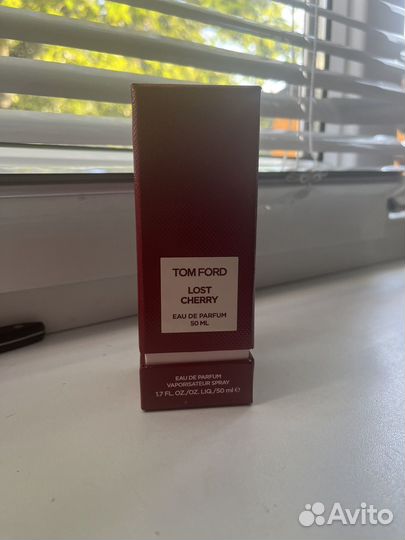 TOM FORD
LOST
CHERRY
EAU DE PARFUM
50 ML
EAU DE PARFUM
VAPORISATEUR SPRAY
1.7 FL. OZ./OZ. LIQ./50 ml ℮
Avito